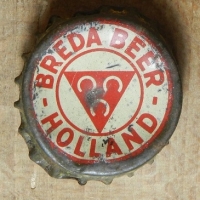 BREDA BEER
- HOLLAND -